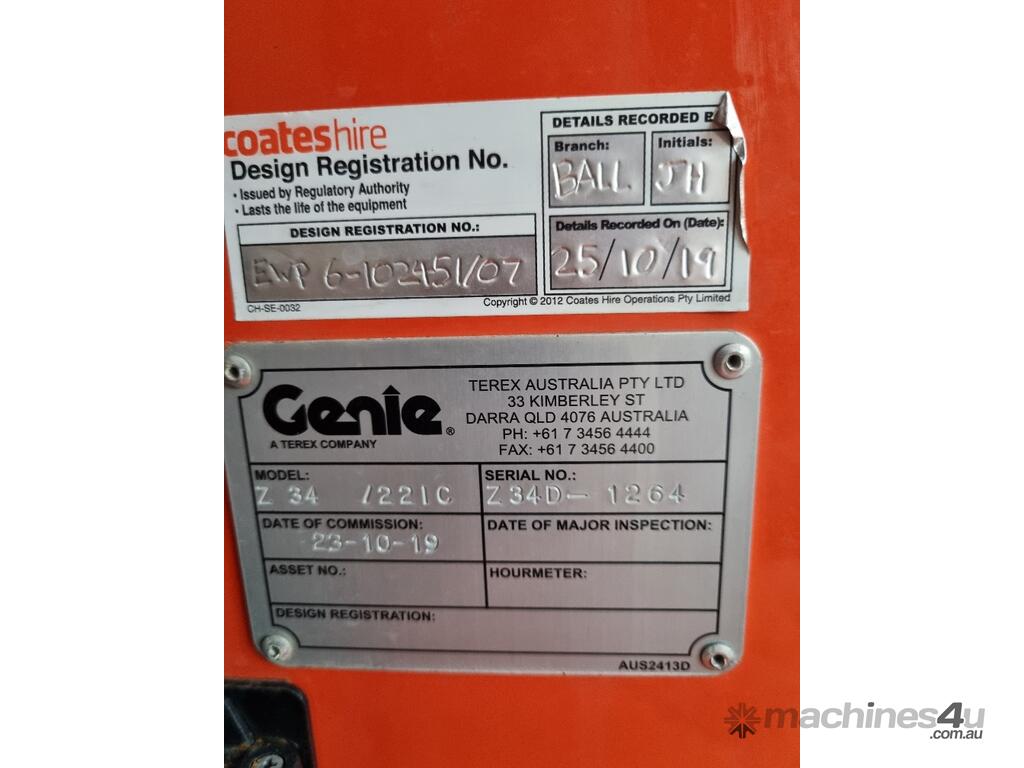 coateshire
Design Registration No.
• Issued by Regulatory Authority
• Lasts the life of the equipment
DESIGN REGISTRATION NO.:
EWP 6-102451/07
CH-SE-0032
DETAILS RECORDED
Branch: Initials:
BALL JH
Details Recorded On (Date):
25/10/19
Copyright © 2012 Coates Hire Operations Pty Limited
Genie®
A TEREX COMPANY
TEREX AUSTRALIA PTY LTD
33 KIMBERLEY ST
DARRA QLD 4076 AUSTRALIA
PH: +61 7 3456 4444
FAX: +61 7 3456 4400
MODEL: SERIAL NO.:
Z 34 /22IC Z34D- 1264
DATE OF COMMISSION: DATE OF MAJOR INSPECTION:
23-10-19
ASSET NO.: HOURMETER:
DESIGN REGISTRATION:
AUS2413D
machines4u
.com.au